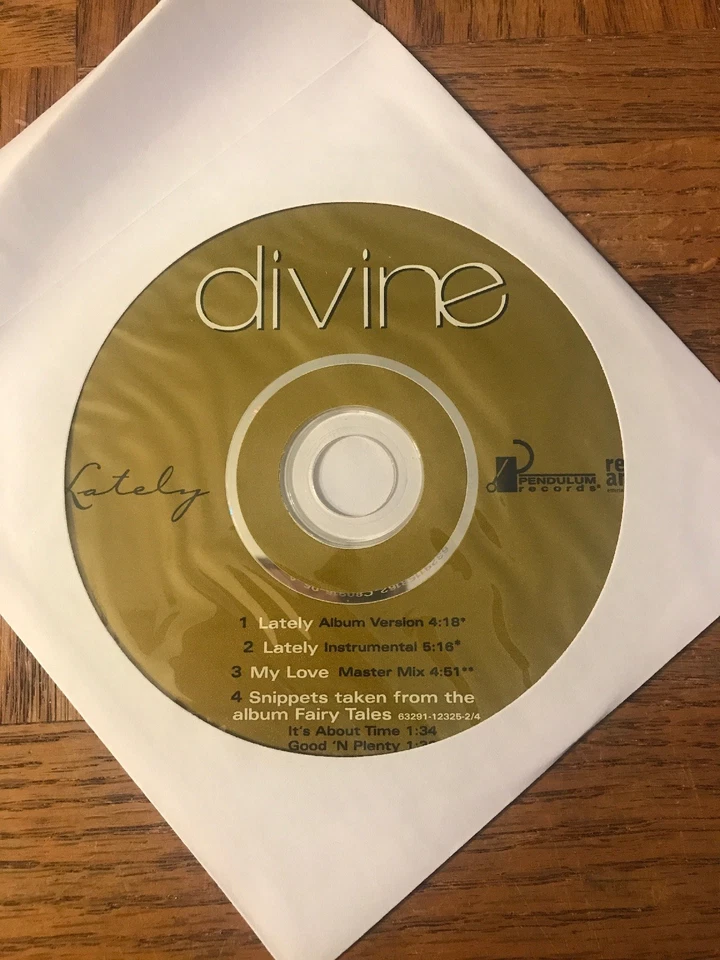 divine
Lately
PENDULUM
records
1 Lately Album Version 4:18*
2 Lately Instrumental 5:16*
3 My Love Master Mix 4:51**
4 Snippets taken from the
album Fairy Tales 63291-12325-2/4
It's About Time 1:34
Good 'N Plenty